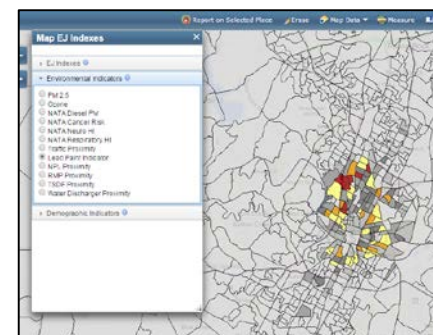 Report on Selected Place Erase Map Data Measure
Map EJ Indexes
EJ Indexes
Environmental Indicators
PM 2.5
Ozone
NATA Diesel PM
NATA Cancer Risk
NATA Neuro HI
NATA Respiratory HI
Traffic Proximity
Lead Paint Indicator
NPL Proximity
RMP Proximity
TSDF Proximity
Water Discharger Proximity
Demographic Indicators